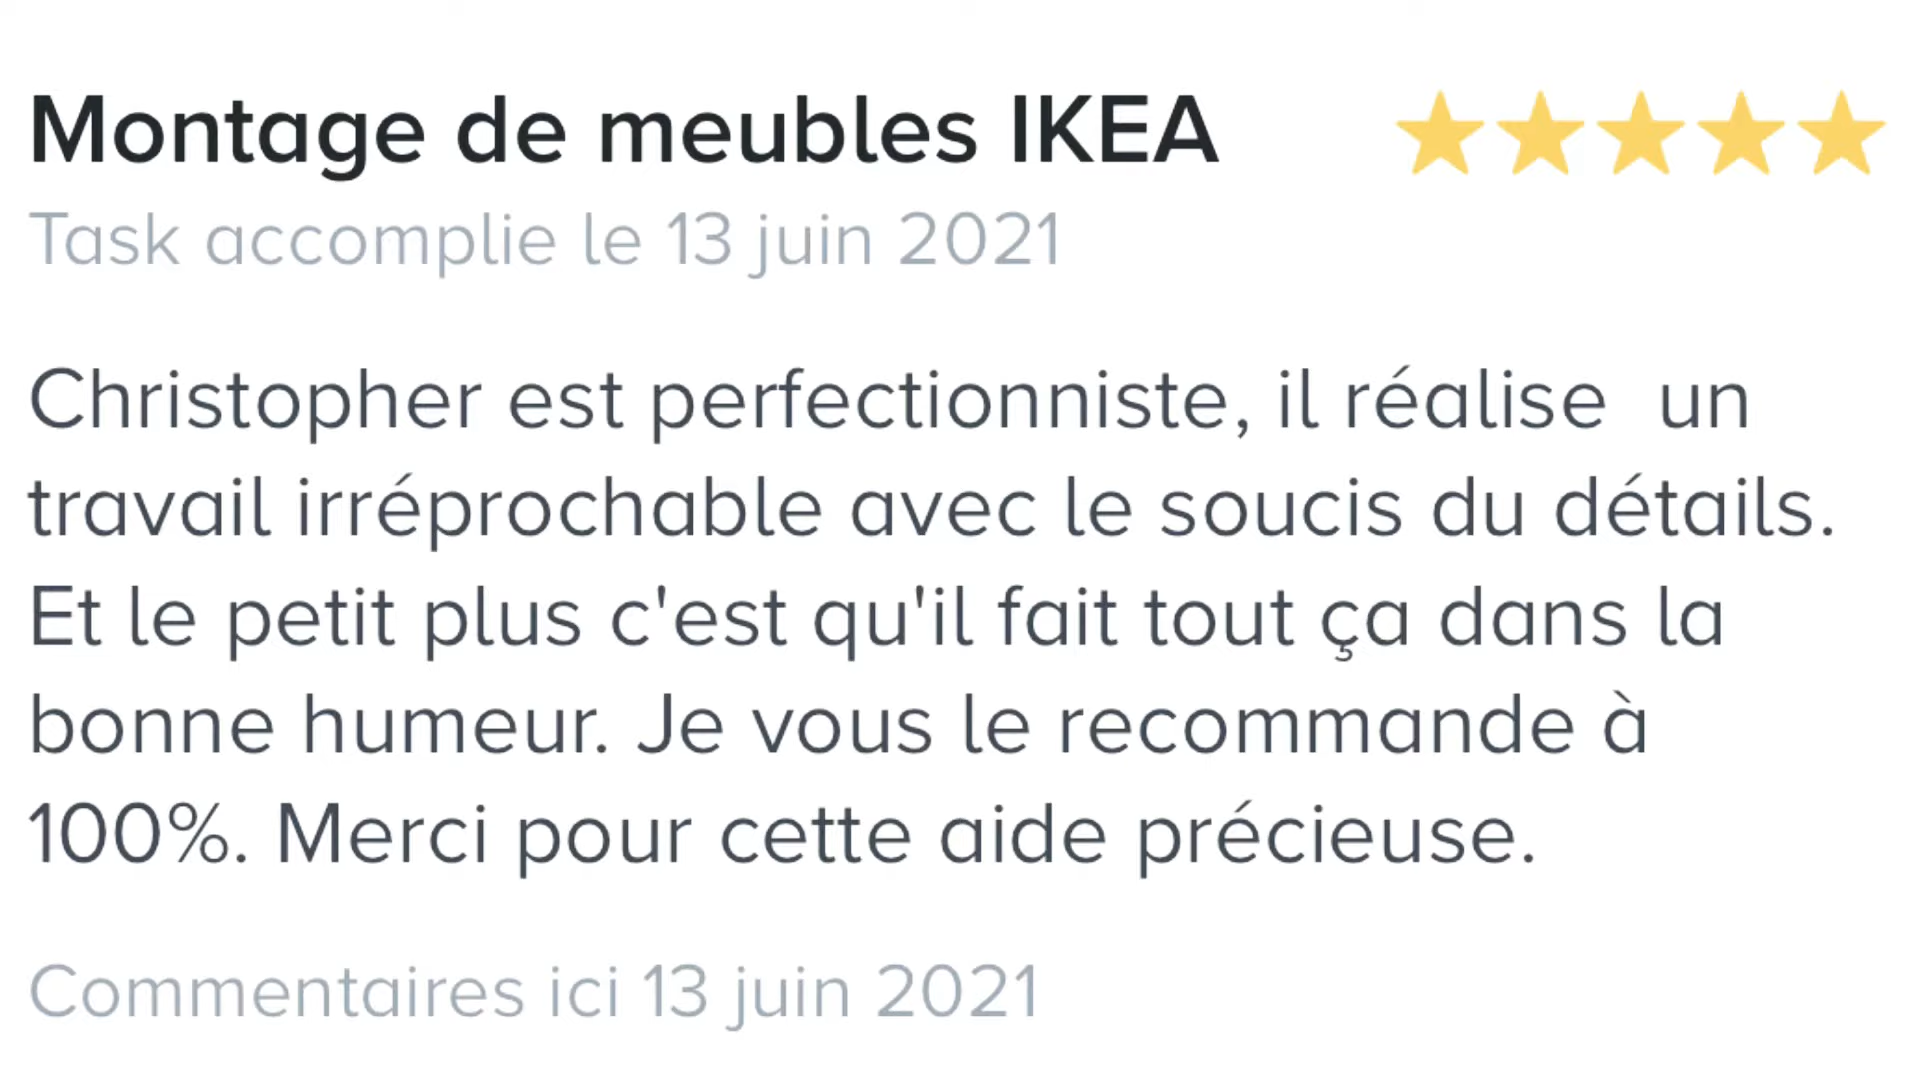 Montage de meubles IKEA
Task accomplie le 13 juin 2021
Christopher est perfectionniste, il réalise  un
travail irréprochable avec le soucis du détails.
Et le petit plus c'est qu'il fait tout ça dans la
bonne humeur. Je vous le recommande à
100%. Merci pour cette aide précieuse.
Commentaires ici 13 juin 2021